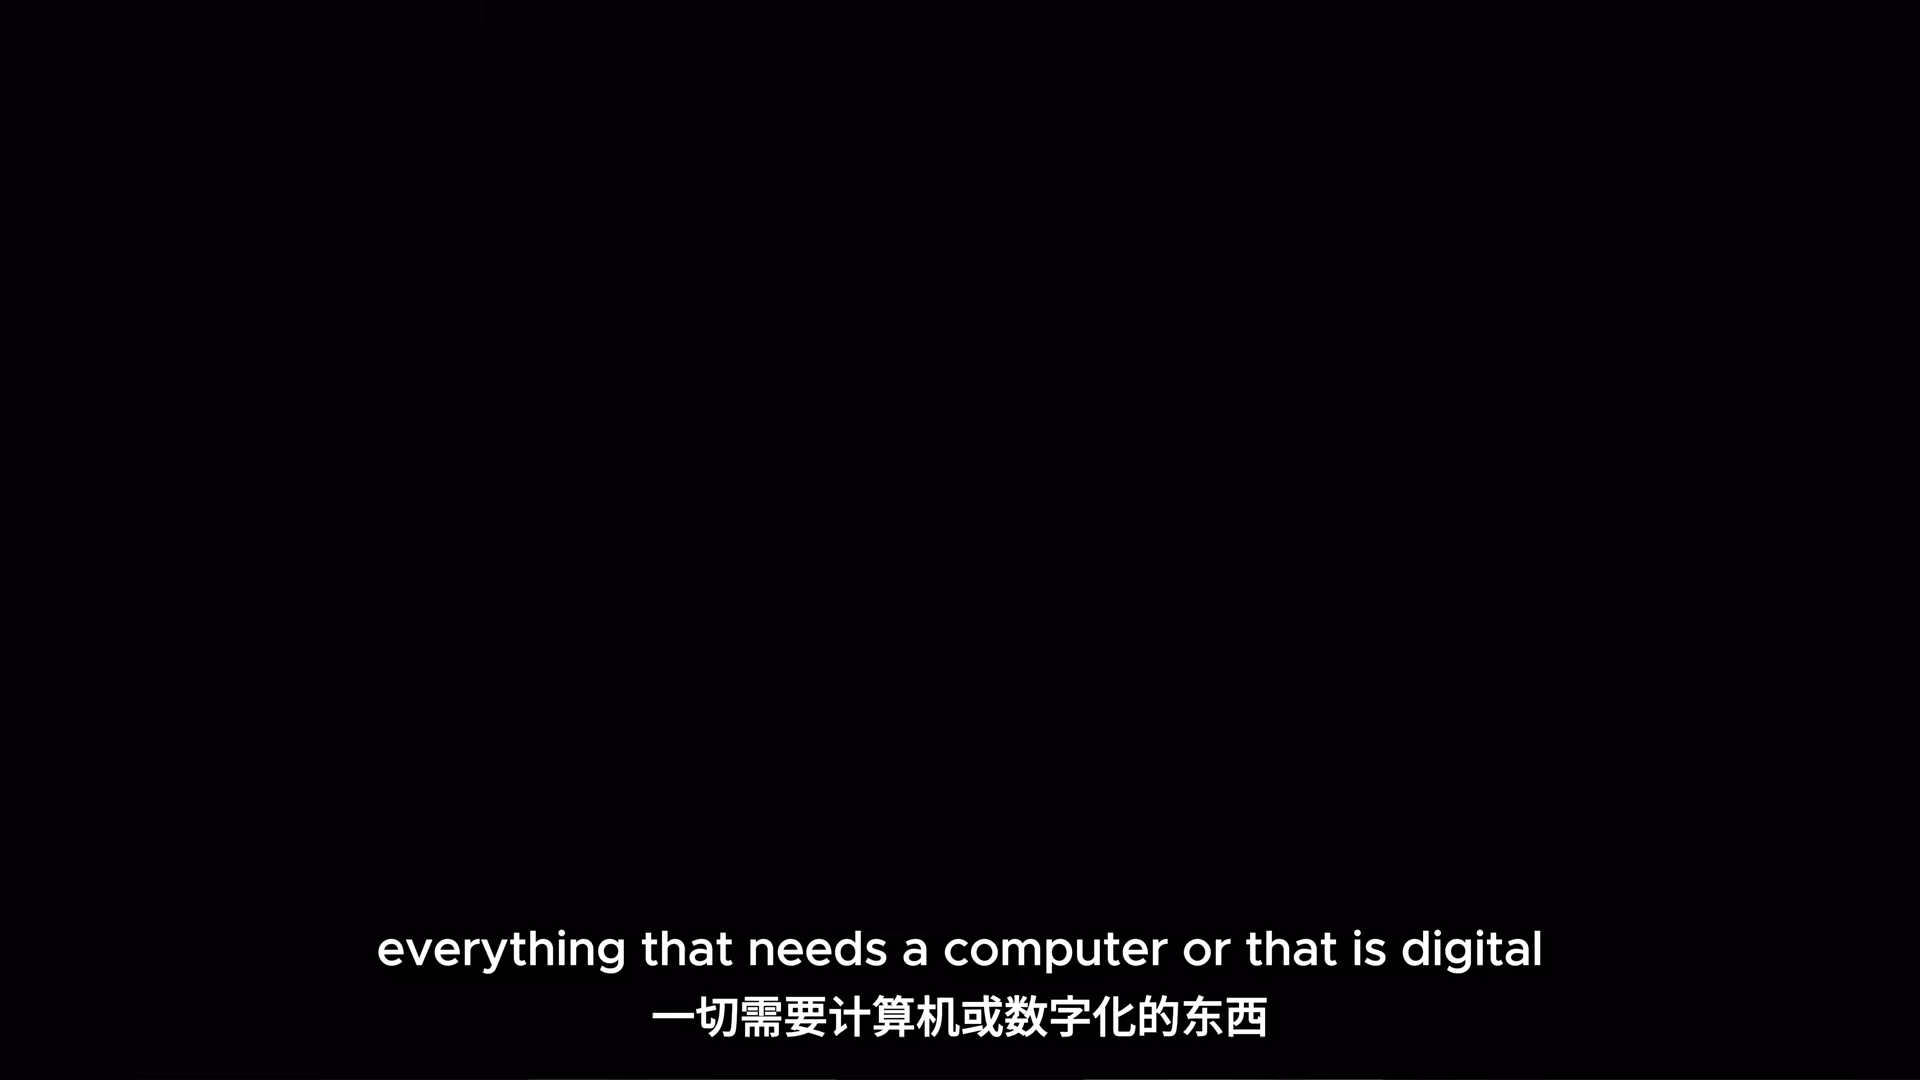 everything that needs a computer or that is digital
一切需要计算机或数字化的东西